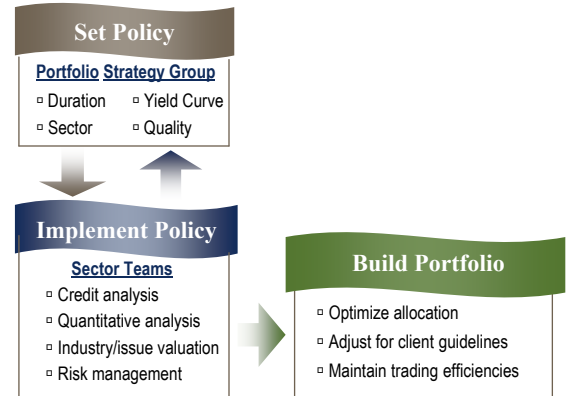 Set Policy
Portfolio Strategy Group
▫ Duration ▫ Yield Curve
▫ Sector ▫ Quality
Implement Policy
Sector Teams
▫ Credit analysis
▫ Quantitative analysis
▫ Industry/issue valuation
▫ Risk management
Build Portfolio
▫ Optimize allocation
▫ Adjust for client guidelines
▫ Maintain trading efficiencies